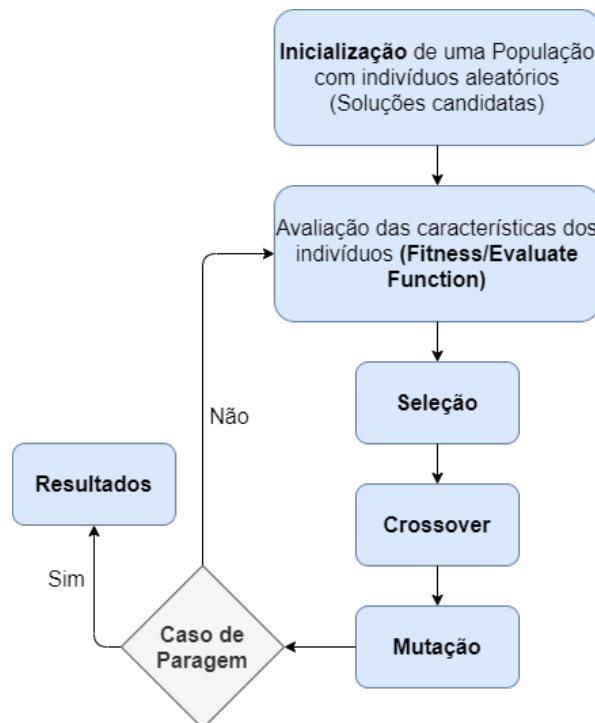 Inicialização de uma População
com indivíduos aleatórios
(Soluções candidatas)
Avaliação das características dos
indivíduos (Fitness/Evaluate
Function)
Seleção
Não
Resultados
Crossover
Sim
Caso de
Paragem
Mutação